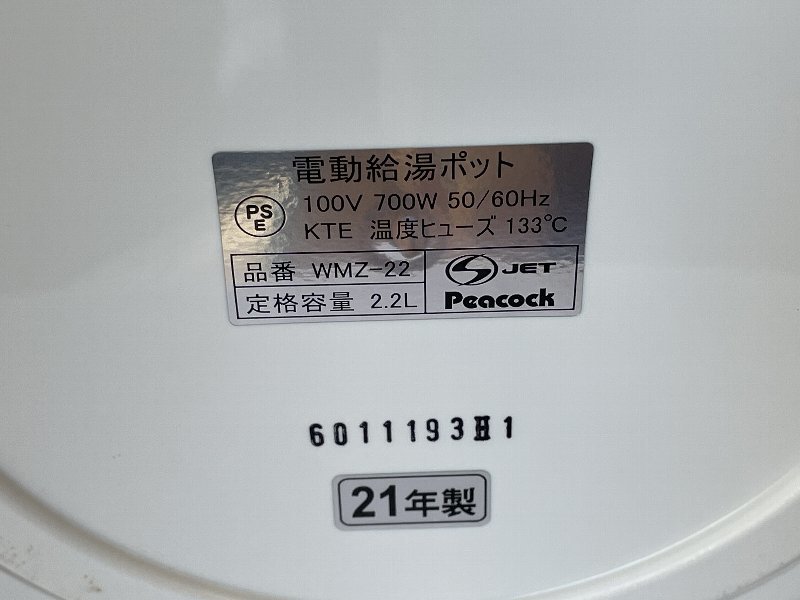 電動給湯ポット
PS E 100V 700W 50/60Hz
KTE 温度ヒューズ 133℃
品番 WMZ-22
定格容量 2.2L
S JET
Peacock
6011193H1
21年製